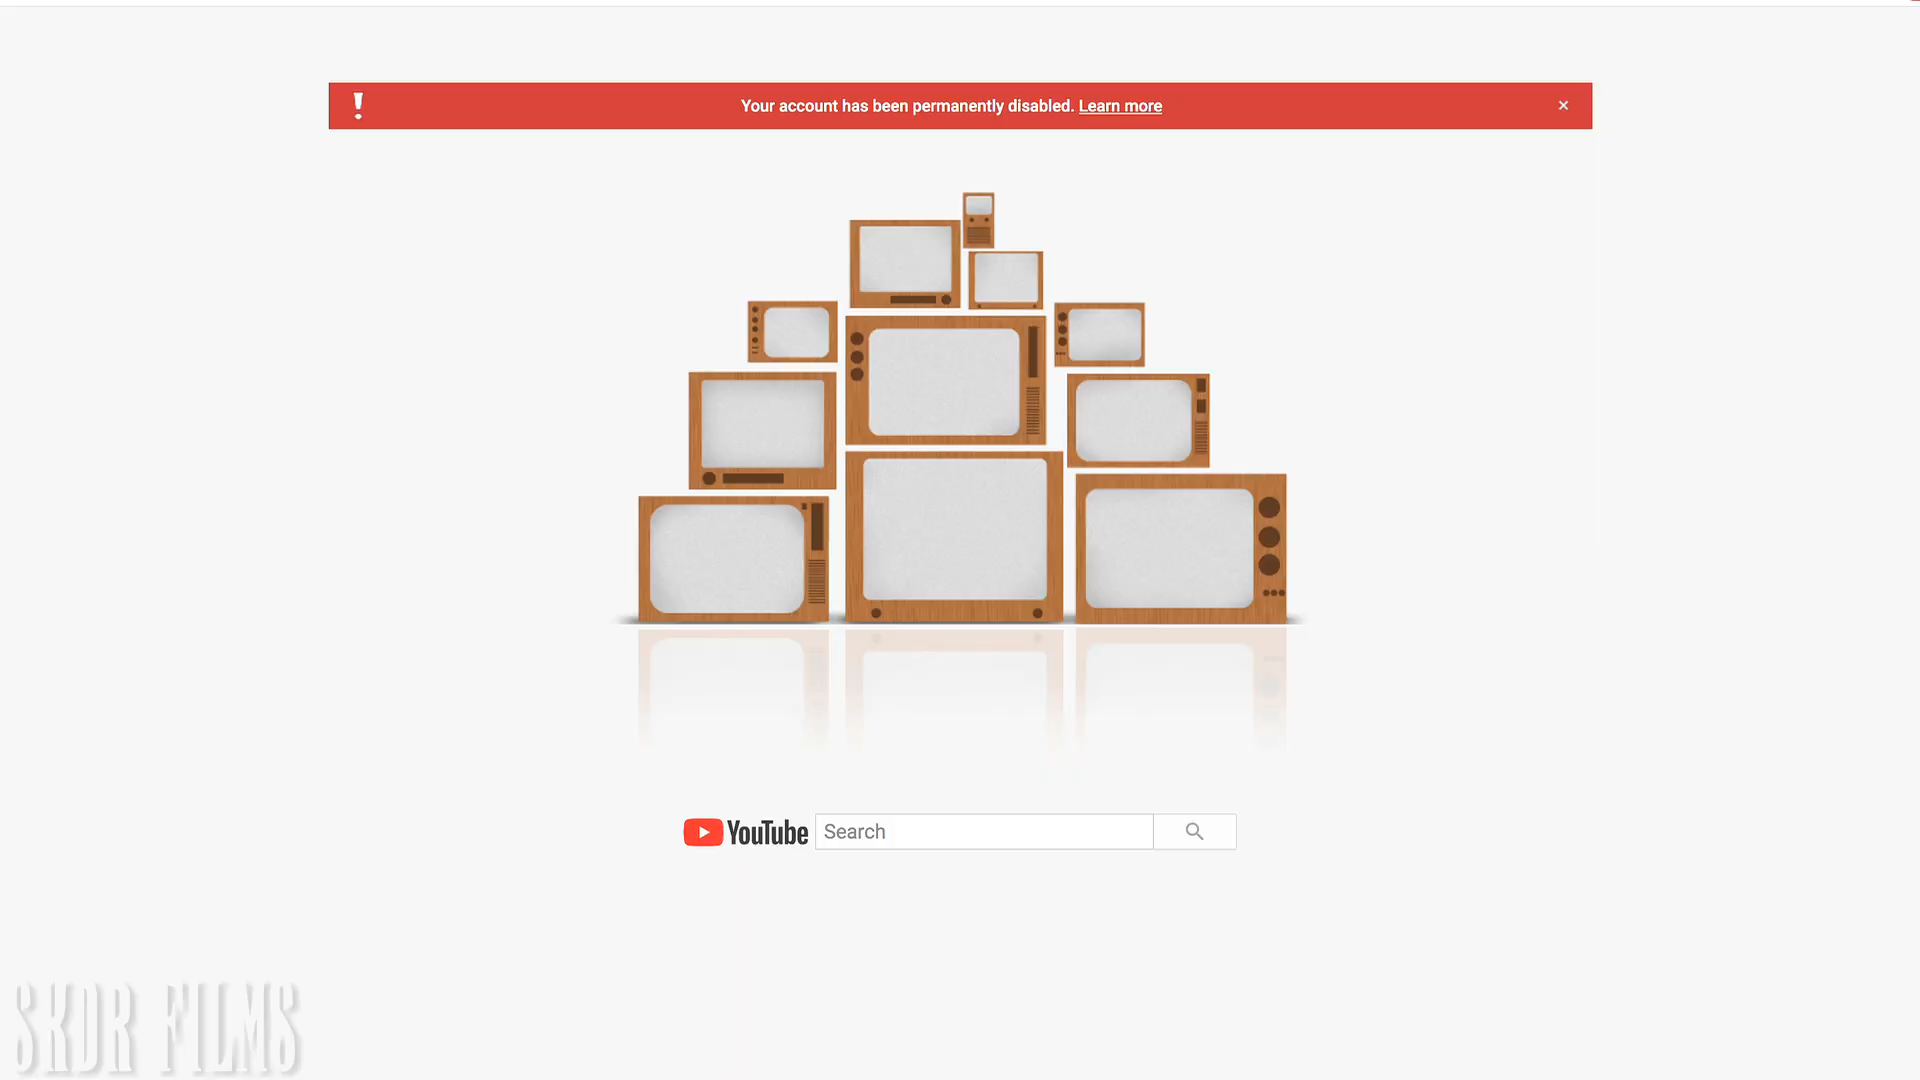 Your account has been permanently disabled. Learn more
YouTube Search
SKDR FILMS